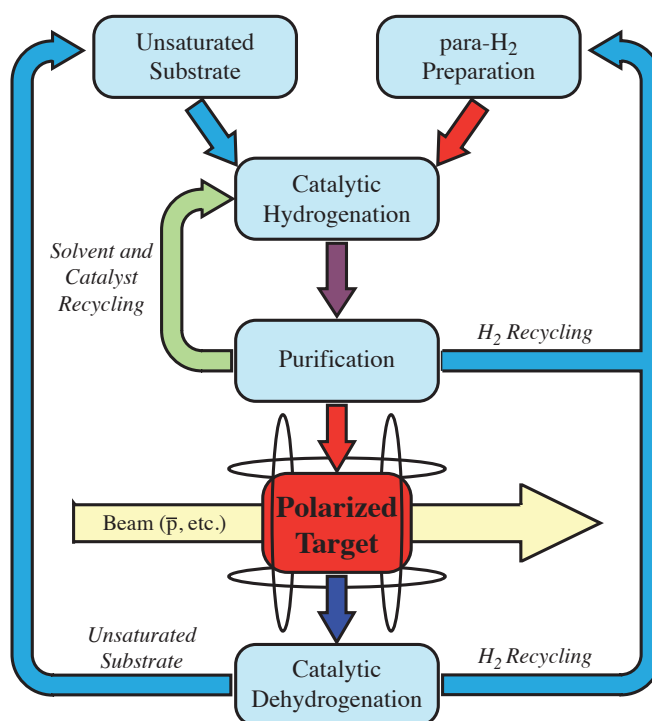 Unsaturated
Substrate
para-H₂
Preparation
Catalytic
Hydrogenation
Solvent and
Catalyst
Recycling
Purification
H₂ Recycling
Beam (p̅, etc.)
Polarized
Target
Unsaturated
Substrate
Catalytic
Dehydrogenation
H₂ Recycling